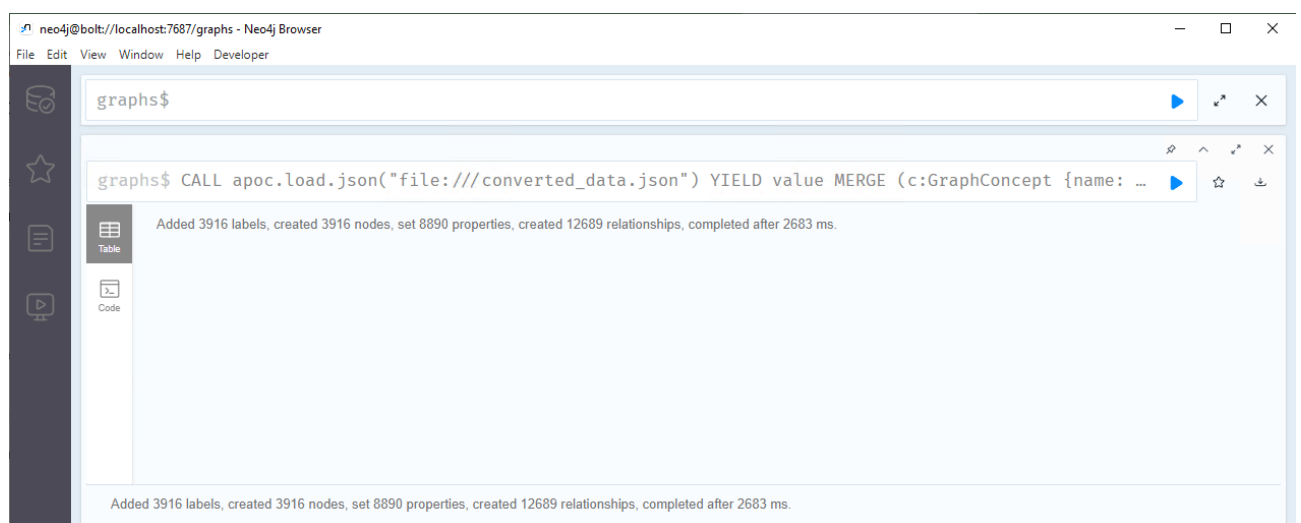 neo4j@bolt://localhost:7687/graphs - Neo4j Browser
File Edit View Window Help Developer
graphs$
graphs$ CALL apoc.load.json("file:///converted_data.json") YIELD value MERGE (c:GraphConcept {name: …
Table
Added 3916 labels, created 3916 nodes, set 8890 properties, created 12689 relationships, completed after 2683 ms.
Code
Added 3916 labels, created 3916 nodes, set 8890 properties, created 12689 relationships, completed after 2683 ms.